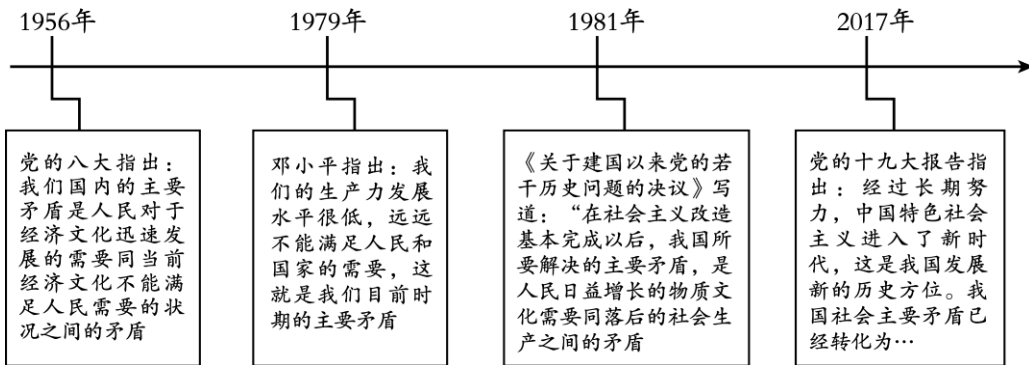 1956年
1979年
1981年
2017年
党的八大指出：
我们国内的主要
矛盾是人民对于
经济文化迅速发
展的需要同当前
经济文化不能满
足人民需要的状
况之间的矛盾
邓小平指出：我
们的生产力发展
水平很低，远远
不能满足人民和
国家的需要，这
就是我们目前时
期的主要矛盾
《关于建国以来党的若
干历史问题的决议》写
道：“在社会主义改造
基本完成以后，我国所
要解决的主要矛盾，是
人民日益增长的物质文
化需要同落后的社会生
产之间的矛盾
党的十九大报告指
出：经过长期努
力，中国特色社会
主义进入了新时
代，这是我国发展
新的历史方位。我
国社会主要矛盾已
经转化为…